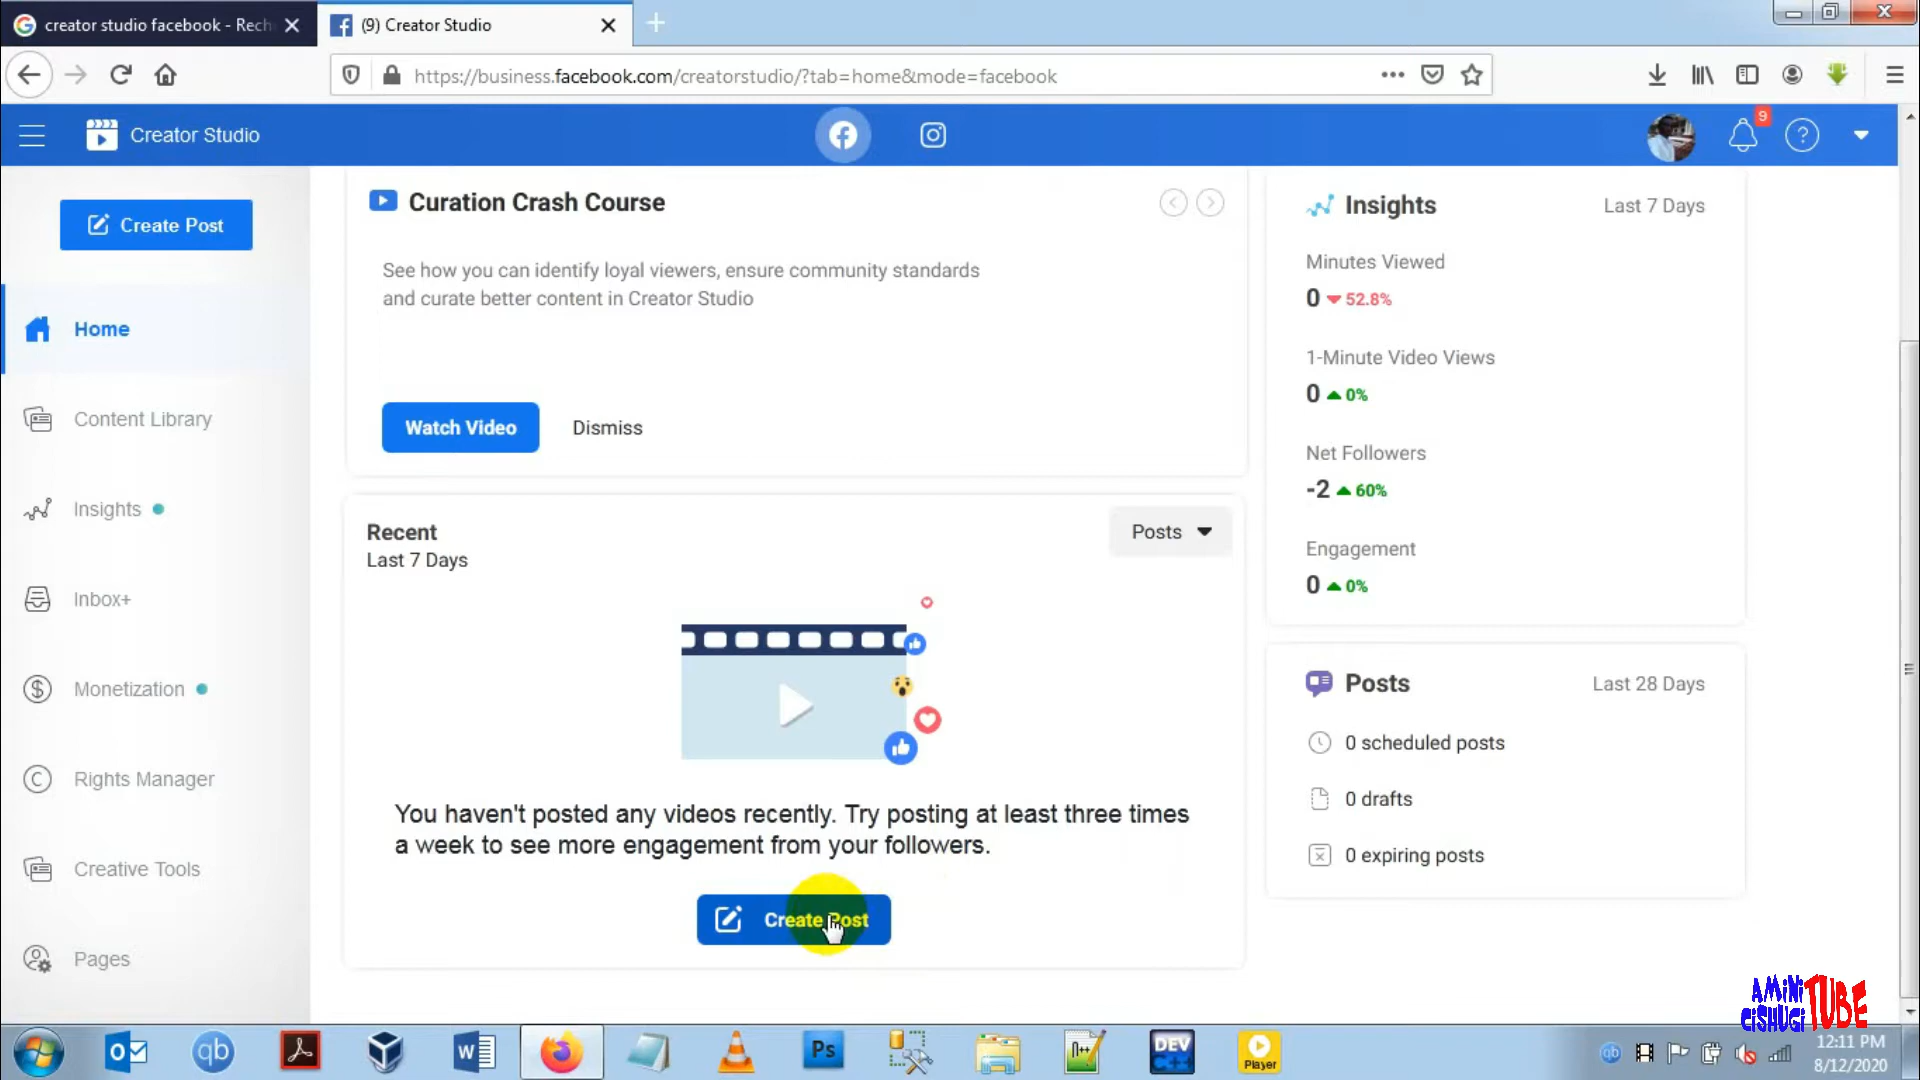 creator studio facebook - Rech
(9) Creator Studio
https://business.facebook.com/creatorstudio/?tab=home&mode=facebook
Creator Studio
9
Create Post
Home
Content Library
Insights
Inbox+
Monetization
Rights Manager
Creative Tools
Pages
Curation Crash Course
See how you can identify loyal viewers, ensure community standards
and curate better content in Creator Studio
Watch Video
Dismiss
Recent
Last 7 Days
Posts
You haven't posted any videos recently. Try posting at least three times
a week to see more engagement from your followers.
Create Post
Insights
Last 7 Days
Minutes Viewed
0 52.8%
1-Minute Video Views
0 0%
Net Followers
-2 60%
Engagement
0 0%
Posts
Last 28 Days
0 scheduled posts
0 drafts
0 expiring posts
AMiNi
CiSHUGi
TUBE
qb
W
Ps
n++
DEV
C++
Player
qb
12:11 PM
8/12/2020